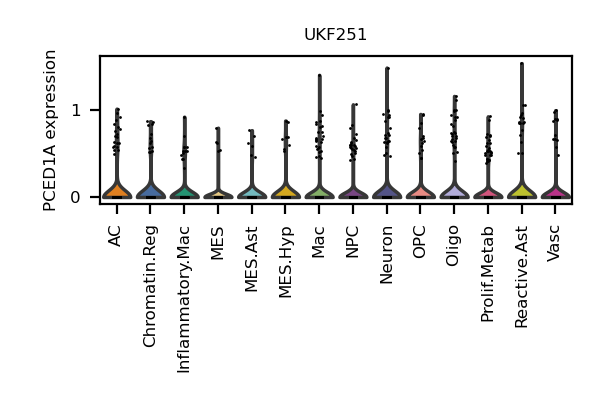 UKF251
PCED1A expression
1
0
AC
Chromatin.Reg
Inflammatory.Mac
MES
MES.Ast
MES.Hyp
Mac
NPC
Neuron
OPC
Oligo
Prolif.Metab
Reactive.Ast
Vasc